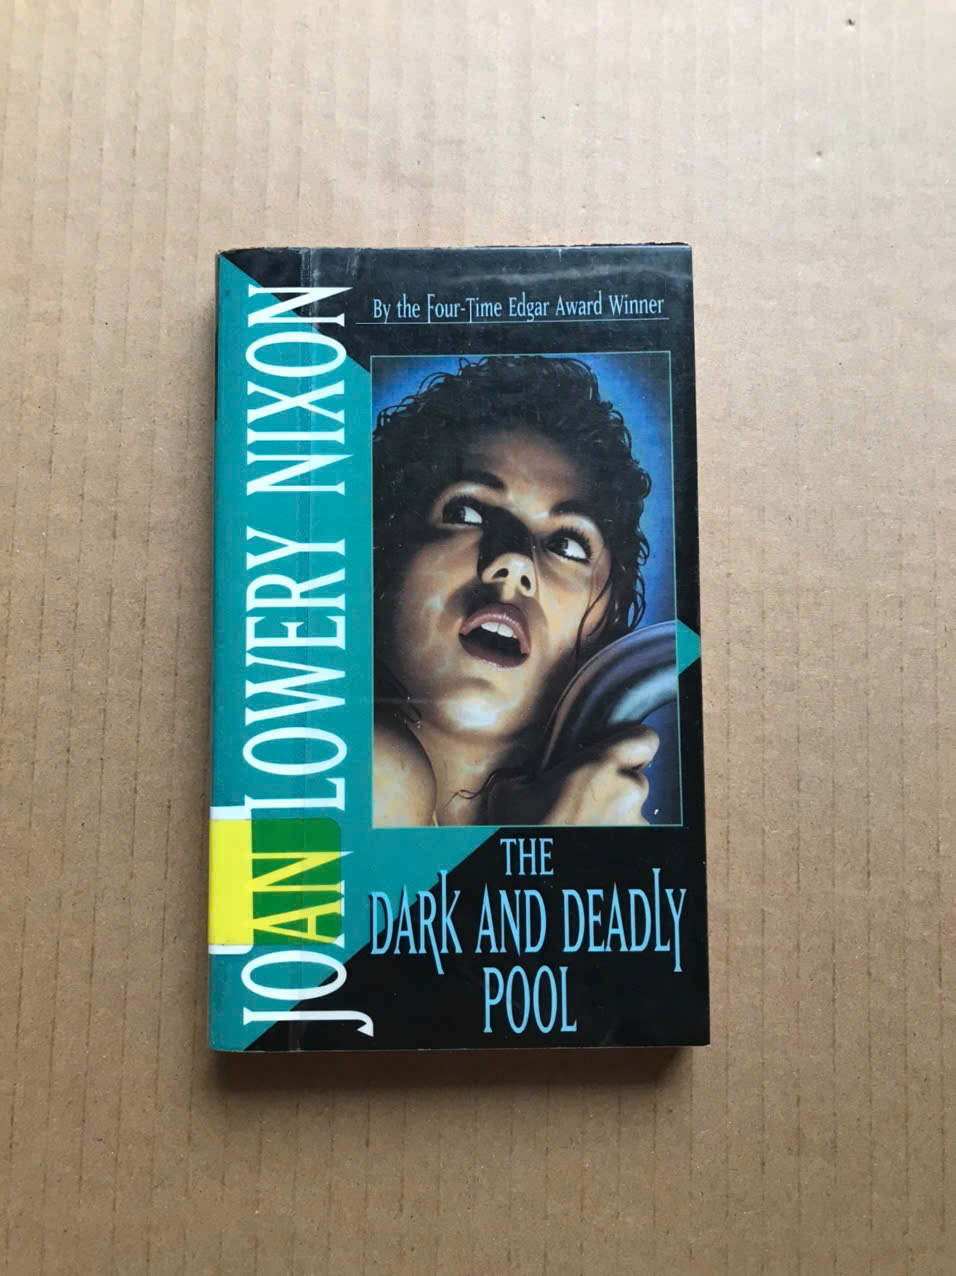 By the Four-Time Edgar Award Winner
JOAN LOWERY NIXON
THE
DARK AND DEADLY
POOL